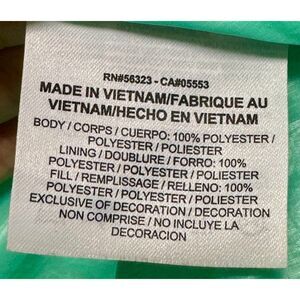 RN#56323 - CA#05553
MADE IN VIETNAM/FABRIQUE AU
VIETNAM/HECHO EN VIETNAM
BODY / CORPS / CUERPO: 100% POLYESTER /
POLYESTER / POLIESTER
LINING / DOUBLURE / FORRO: 100%
POLYESTER / POLYESTER / POLIESTER
FILL / REMPLISSAGE / RELLENO: 100%
POLYESTER / POLYESTER / POLIESTER
EXCLUSIVE OF DECORATION / DECORATION
NON COMPRISE / NO INCLUYE LA
DECORACION